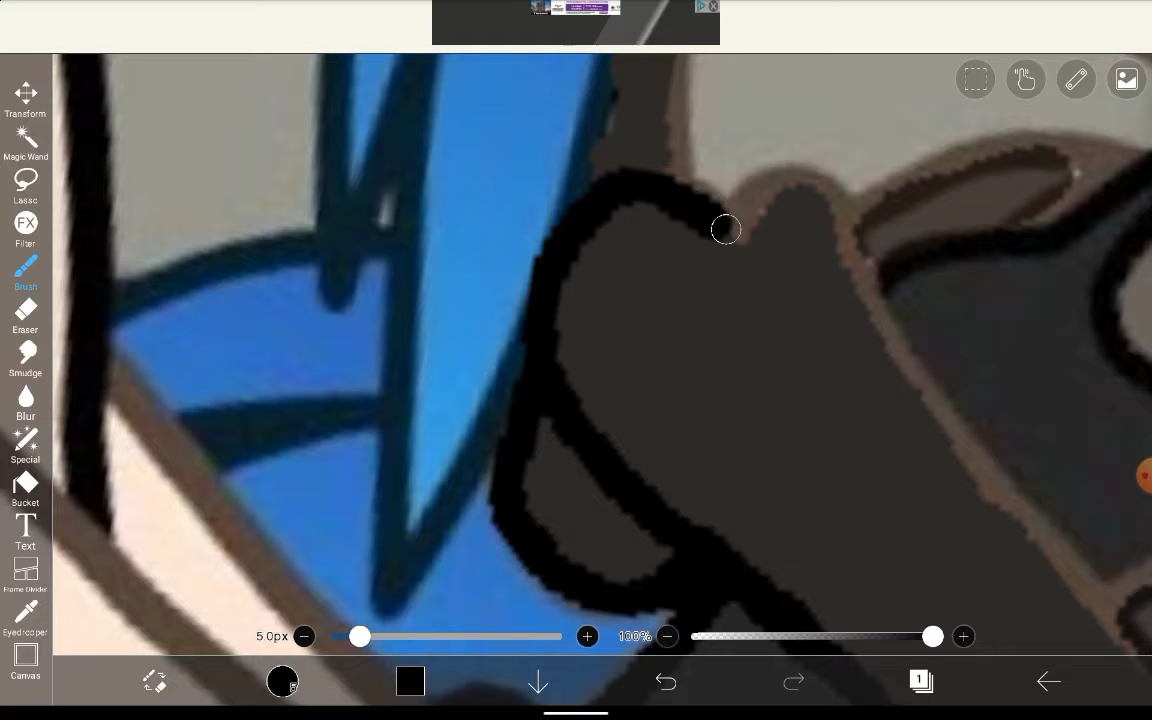 Transform
Magic Wand
Lasso
FX
Filter
Brush
Eraser
Smudge
Blur
Special
Bucket
T
Text
Frame Divider
Eyedropper
Canvas
5.0px
100%
1